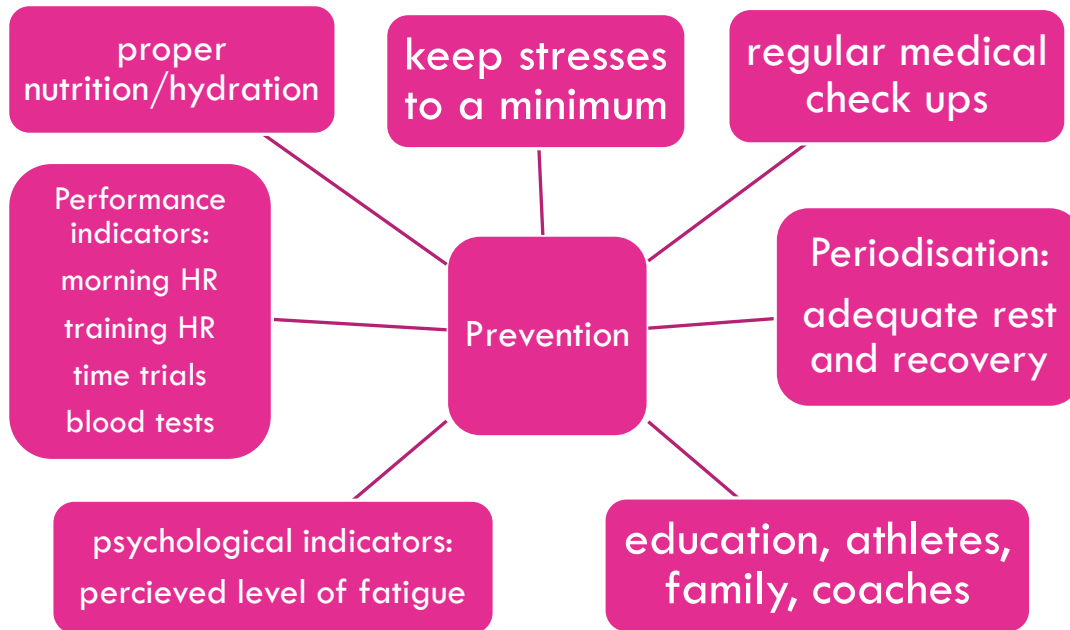 proper
nutrition/hydration
keep stresses
to a minimum
regular medical
check ups
Performance
indicators:
morning HR
training HR
time trials
blood tests
Prevention
Periodisation:
adequate rest
and recovery
psychological indicators:
percieved level of fatigue
education, athletes,
family, coaches